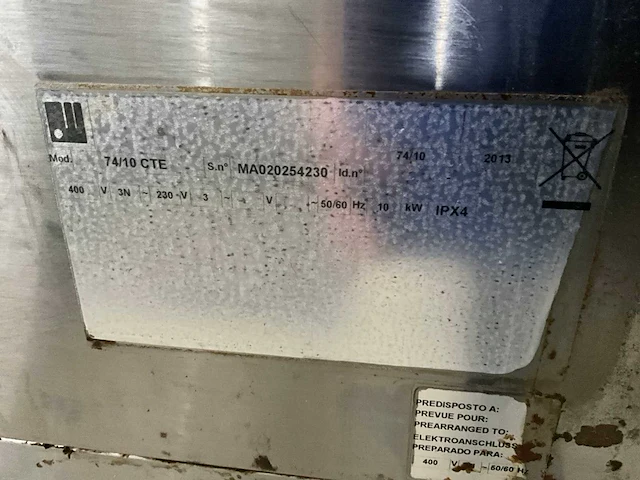 Mod. 74/10 CTE S.n° MA020254230 Id.n° 74/10 2013
400 V 3N ~ 230 V 3 ~ V ~ 50/60 Hz 10 kW IPX4
PREDISPOSTO A:
PREVUE POUR:
PREARRANGED TO:
ELEKTROANSCHLUSS
PREPARADO PARA:
400 V ~ 50/60 Hz